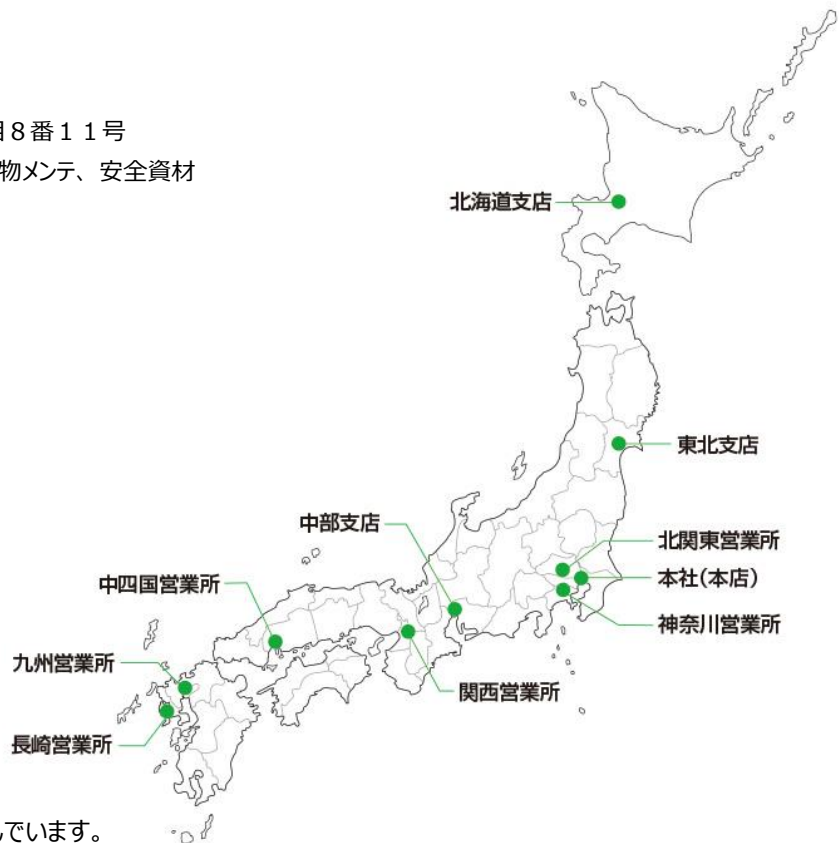 目８番１１号
物メンテ、安全資材
北海道支店
東北支店
中部支店
北関東営業所
本社(本店)
中四国営業所
神奈川営業所
九州営業所
関西営業所
長崎営業所
でいます。